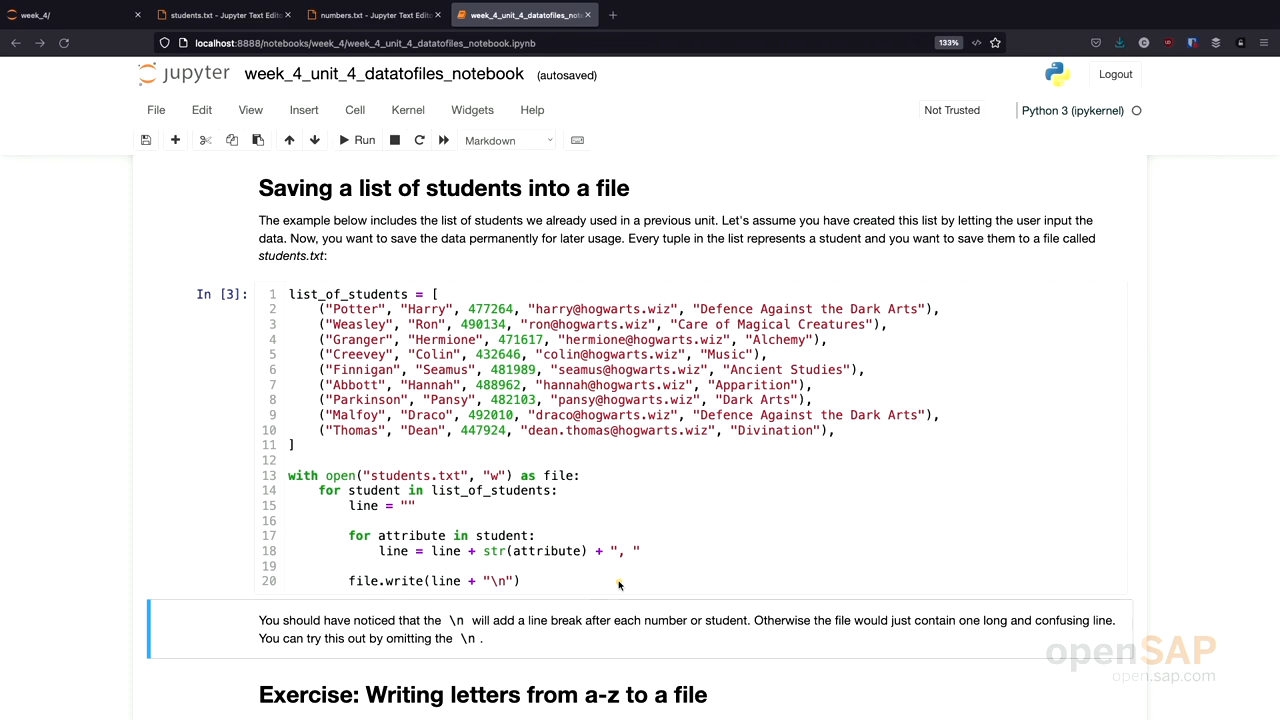 week_4/
students.txt - Jupyter Text Edito
numbers.txt - Jupyter Text Edito
week_4_unit_4_datatofiles_not
localhost:8888/notebooks/week_4/week_4_unit_4_datatofiles_notebook.ipynb
133%
jupyter week_4_unit_4_datatofiles_notebook (autosaved)
Logout
File Edit View Insert Cell Kernel Widgets Help
Not Trusted
Python 3 (ipykernel)
Run
Markdown
Saving a list of students into a file
The example below includes the list of students we already used in a previous unit. Let's assume you have created this list by letting the user input the
data. Now, you want to save the data permanently for later usage. Every tuple in the list represents a student and you want to save them to a file called
students.txt:
In [3]:
1 list_of_students = [
2 ("Potter", "Harry", 477264, "harry@hogwarts.wiz", "Defence Against the Dark Arts"),
3 ("Weasley", "Ron", 490134, "ron@hogwarts.wiz", "Care of Magical Creatures"),
4 ("Granger", "Hermione", 471617, "hermione@hogwarts.wiz", "Alchemy"),
5 ("Creevey", "Colin", 432646, "colin@hogwarts.wiz", "Music"),
6 ("Finnigan", "Seamus", 481989, "seamus@hogwarts.wiz", "Ancient Studies"),
7 ("Abbott", "Hannah", 488962, "hannah@hogwarts.wiz", "Apparition"),
8 ("Parkinson", "Pansy", 482103, "pansy@hogwarts.wiz", "Dark Arts"),
9 ("Malfoy", "Draco", 492010, "draco@hogwarts.wiz", "Defence Against the Dark Arts"),
10 ("Thomas", "Dean", 447924, "dean.thomas@hogwarts.wiz", "Divination"),
11 ]
12
13 with open("students.txt", "w") as file:
14 for student in list_of_students:
15 line = ""
16
17 for attribute in student:
18 line = line + str(attribute) + ", "
19
20 file.write(line + "\n")
You should have noticed that the \n will add a line break after each number or student. Otherwise the file would just contain one long and confusing line.
You can try this out by omitting the \n .
openSAP
open.sap.com
Exercise: Writing letters from a-z to a file